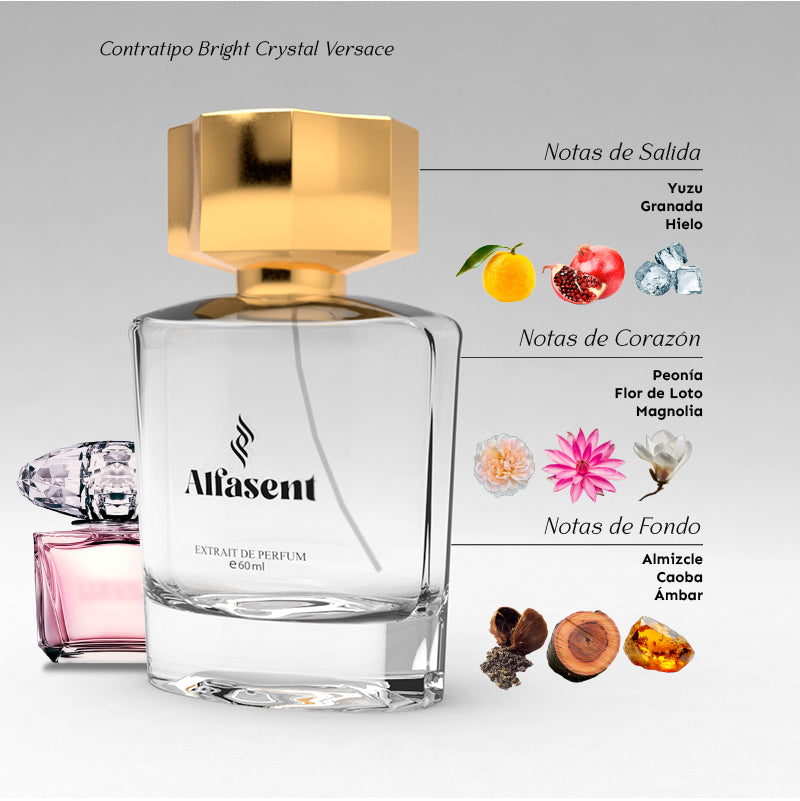 Contratipo Bright Crystal Versace
Notas de Salida
Yuzu
Granada
Hielo
Notas de Corazón
Peonía
Flor de Loto
Magnolia
Alfasent
EXTRAIT DE PERFUM
e60ml
Notas de Fondo
Almizcle
Caoba
Ámbar